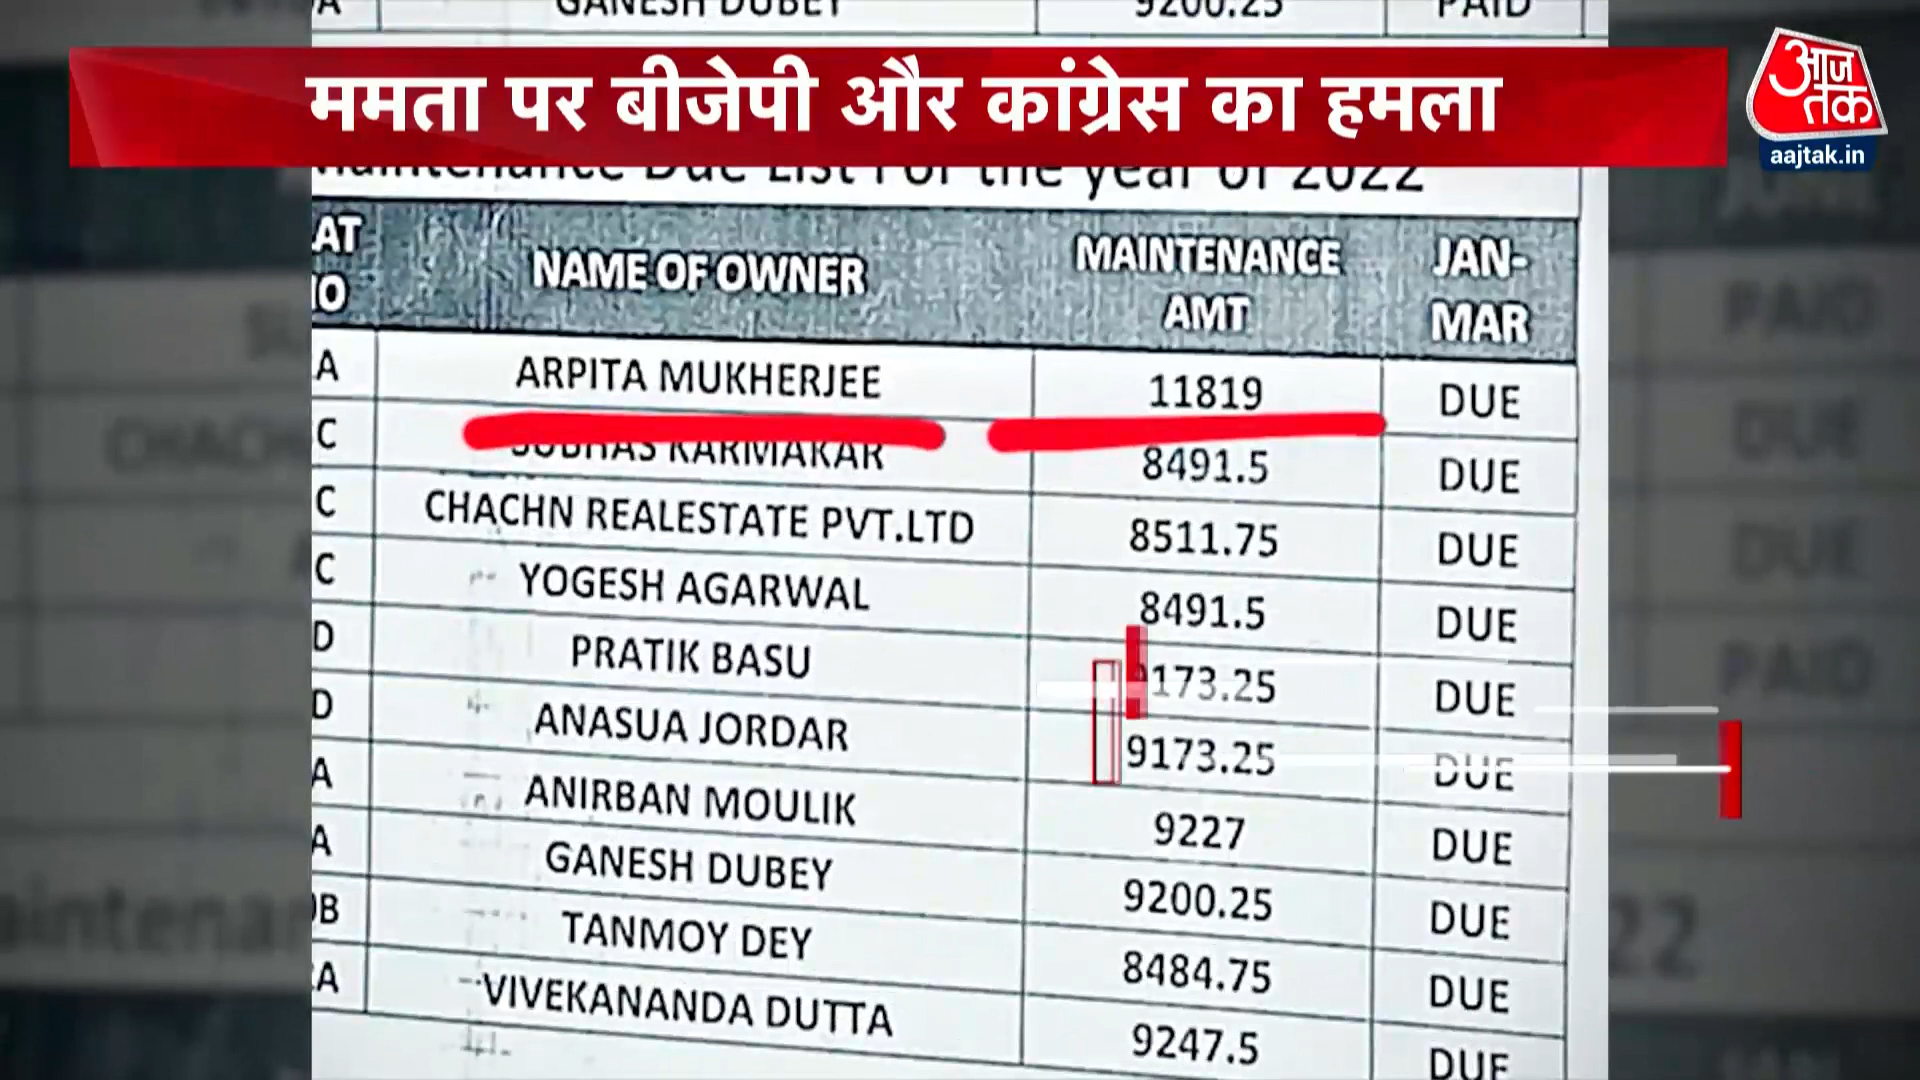 GANESH DUBEY 9200.25 PAID
ममता पर बीजेपी और कांग्रेस का हमला
आज तक
aajtak.in
Maintenance Due List For the year of 2022
AT NAME OF OWNER MAINTENANCE AMT JAN-MAR
A ARPITA MUKHERJEE 11819 DUE
C SUBHAS KARMAKAR 8491.5 DUE
C CHACHN REALESTATE PVT.LTD 8511.75 DUE
C YOGESH AGARWAL 8491.5 DUE
D PRATIK BASU 9173.25 DUE
D ANASUA JORDAR 9173.25 DUE
A ANIRBAN MOULIK 9227 DUE
A GANESH DUBEY 9200.25 DUE
B TANMOY DEY 8484.75 DUE
A VIVEKANANDA DUTTA 9247.5 DUE